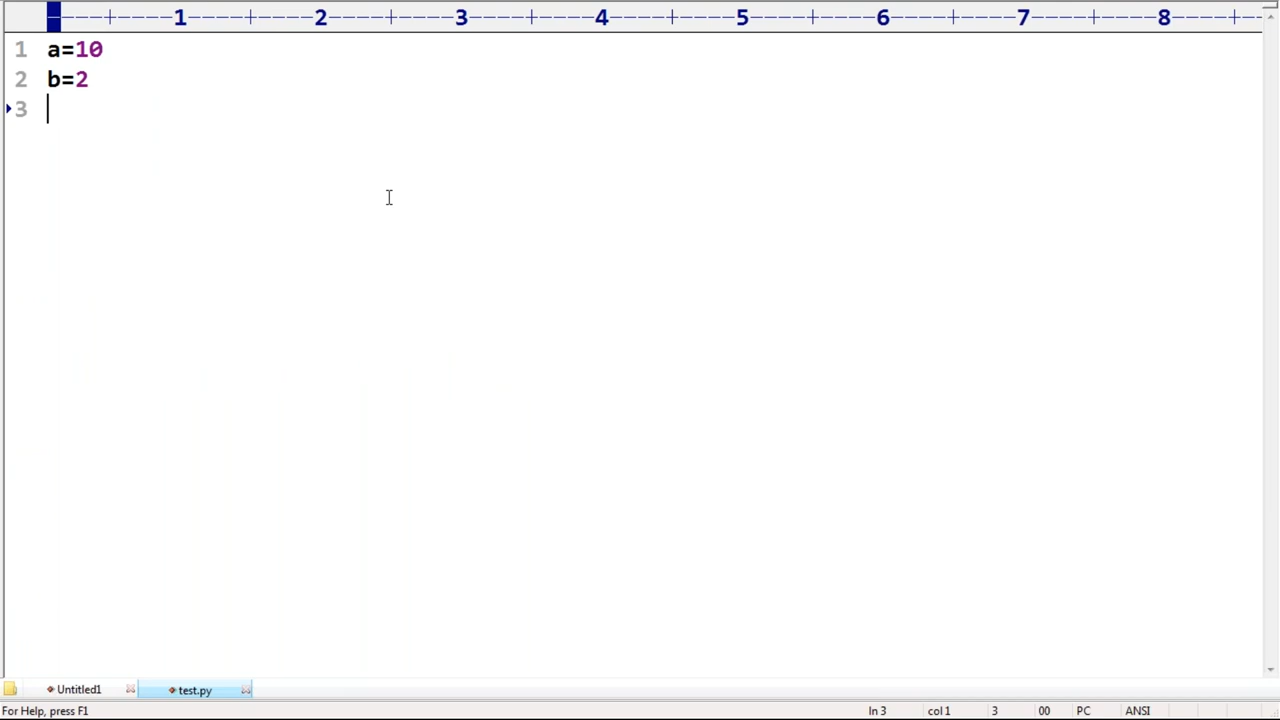 ----+----1----+----2----+----3----+----4----+----5----+----6----+----7----+----8----+--
1 a=10
2 b=2
3
Untitled1 test.py
For Help, press F1 ln 3 col 1 3 00 PC ANSI